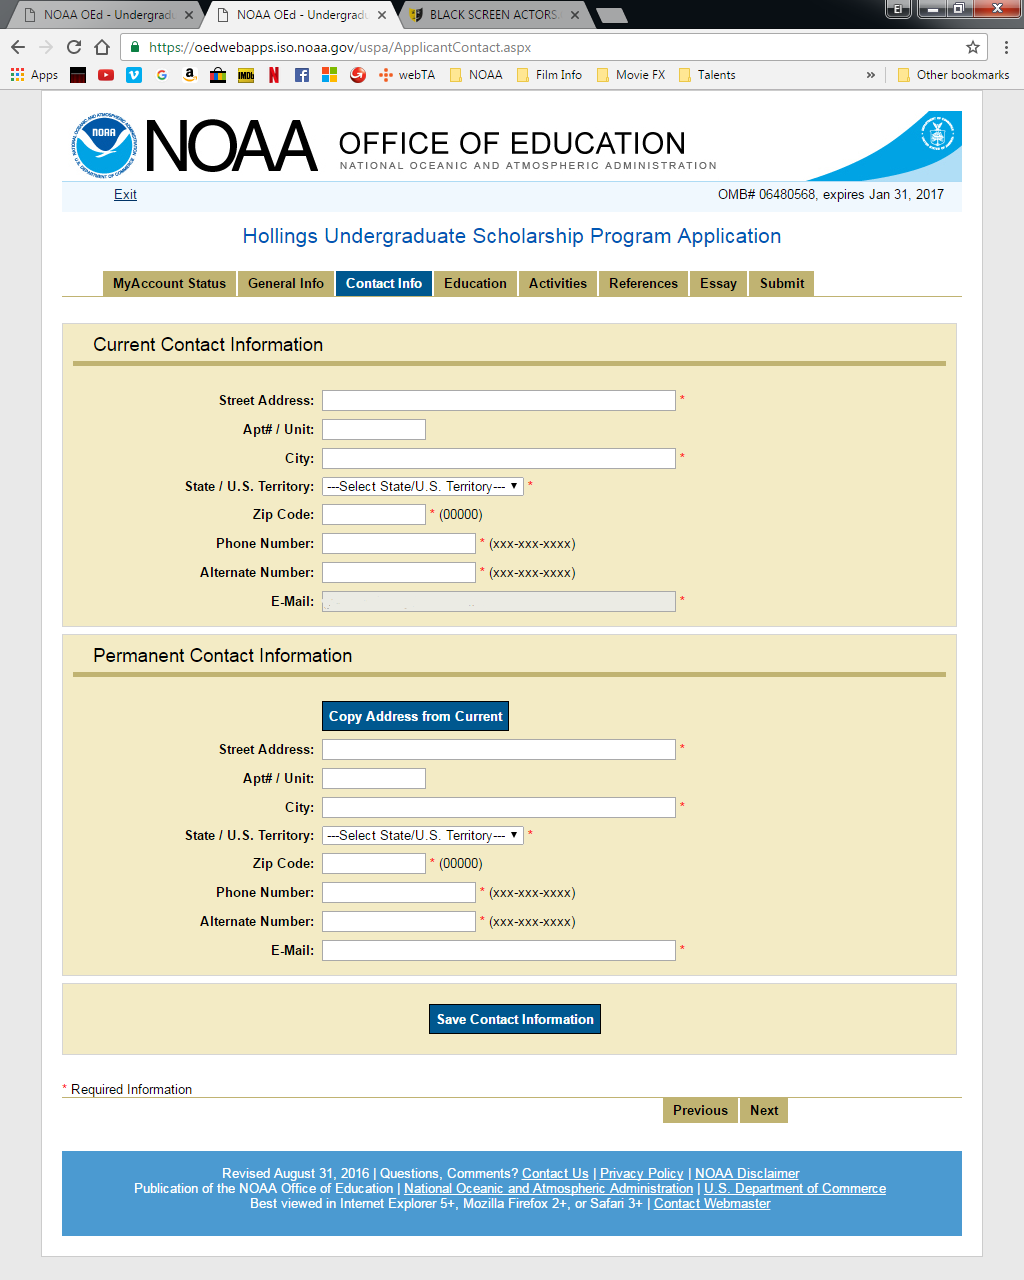 NOAA OEd - Undergradu
NOAA OEd - Undergradu
BLACK SCREEN ACTORS
https://oedwebapps.iso.noaa.gov/uspa/ApplicantContact.aspx
Apps
webTA
NOAA
Film Info
Movie FX
Talents
» Other bookmarks
NOAA
NOAA OFFICE OF EDUCATION
NATIONAL OCEANIC AND ATMOSPHERIC ADMINISTRATION
Exit
OMB# 06480568, expires Jan 31, 2017
Hollings Undergraduate Scholarship Program Application
MyAccount Status General Info Contact Info Education Activities References Essay Submit
Current Contact Information
Street Address: *
Apt# / Unit:
City: *
State / U.S. Territory: ---Select State/U.S. Territory--- *
Zip Code: * (00000)
Phone Number: * (xxx-xxx-xxxx)
Alternate Number: * (xxx-xxx-xxxx)
E-Mail: *
Permanent Contact Information
Copy Address from Current
Street Address: *
Apt# / Unit:
City: *
State / U.S. Territory: ---Select State/U.S. Territory--- *
Zip Code: * (00000)
Phone Number: * (xxx-xxx-xxxx)
Alternate Number: * (xxx-xxx-xxxx)
E-Mail: *
Save Contact Information
* Required Information
Previous Next
Revised August 31, 2016 | Questions, Comments? Contact Us | Privacy Policy | NOAA Disclaimer
Publication of the NOAA Office of Education | National Oceanic and Atmospheric Administration | U.S. Department of Commerce
Best viewed in Internet Explorer 5+, Mozilla Firefox 2+, or Safari 3+ | Contact Webmaster